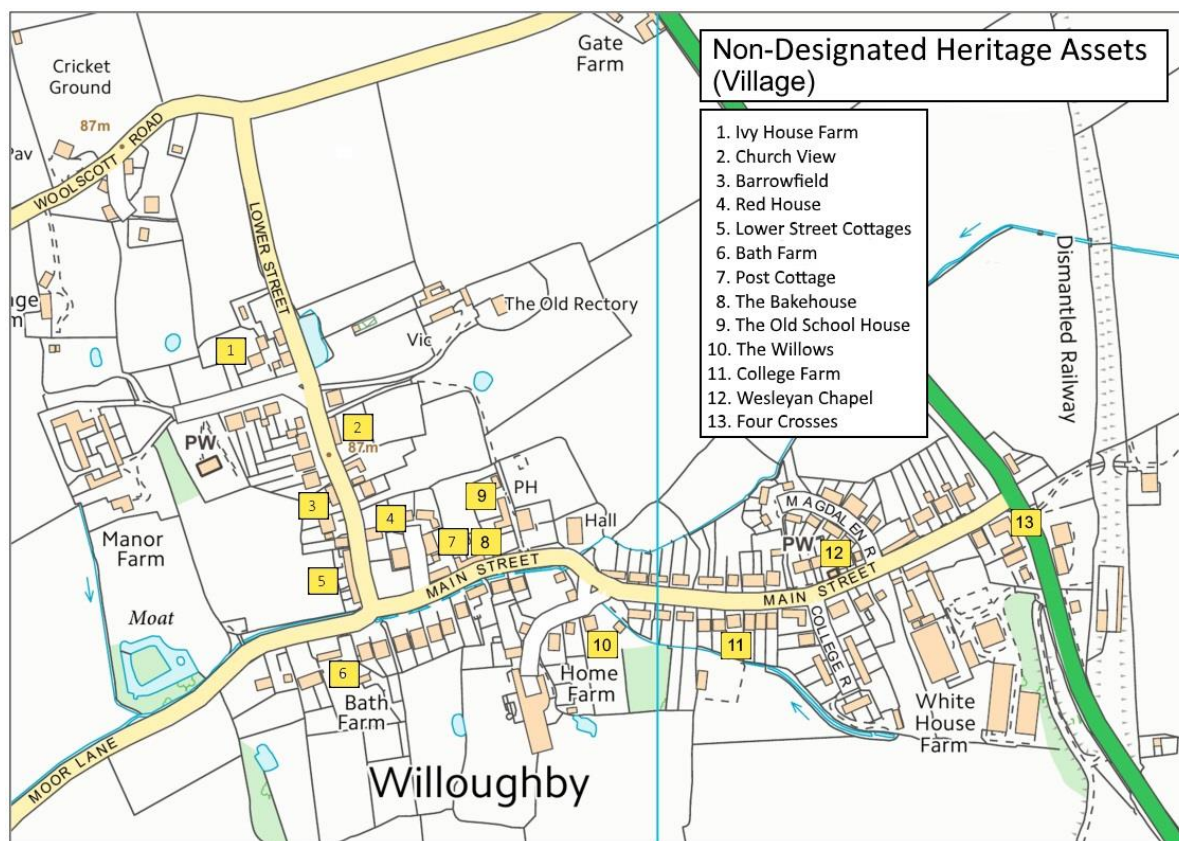 Non-Designated Heritage Assets
(Village)
1. Ivy House Farm
2. Church View
3. Barrowfield
4. Red House
5. Lower Street Cottages
6. Bath Farm
7. Post Cottage
8. The Bakehouse
9. The Old School House
10. The Willows
11. College Farm
12. Wesleyan Chapel
13. Four Crosses
Gate
Farm
Cricket
Ground
87m
Pav
WOOLSCOTT ROAD
LOWER STREET
Dismantled Railway
The Old Rectory
Vic
1
2
87m
PW
3
4
9
PH
7
8
Hall
MAGDALEN R
PW
12
13
Manor
Farm
5
MAIN STREET
MAIN STREET
Moat
10
11
COLLEGE R
6
Bath
Farm
Home
Farm
White
House
Farm
MOOR LANE
Willoughby